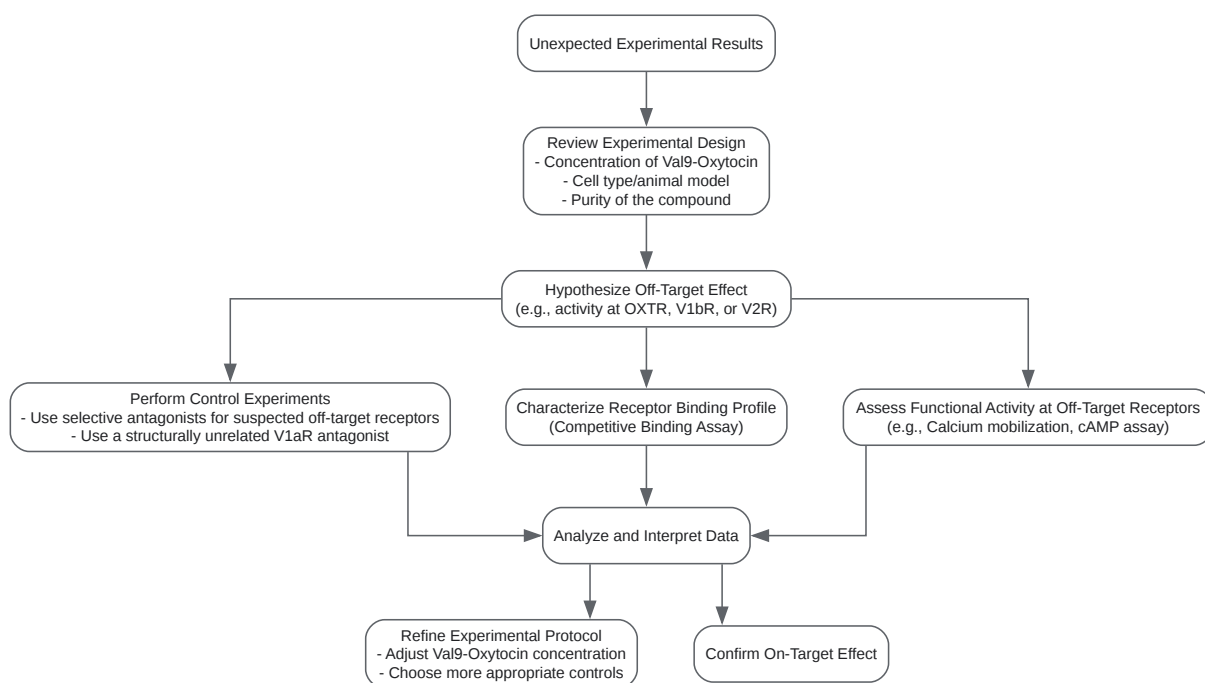 Unexpected Experimental Results
Review Experimental Design
- Concentration of Val9-Oxytocin
- Cell type/animal model
- Purity of the compound
Hypothesize Off-Target Effect
(e.g., activity at OXTR, V1bR, or V2R)
Perform Control Experiments
- Use selective antagonists for suspected off-target receptors
- Use a structurally unrelated V1aR antagonist
Characterize Receptor Binding Profile
(Competitive Binding Assay)
Assess Functional Activity at Off-Target Receptors
(e.g., Calcium mobilization, cAMP assay)
Analyze and Interpret Data
Refine Experimental Protocol
- Adjust Val9-Oxytocin concentration
- Choose more appropriate controls
Confirm On-Target Effect